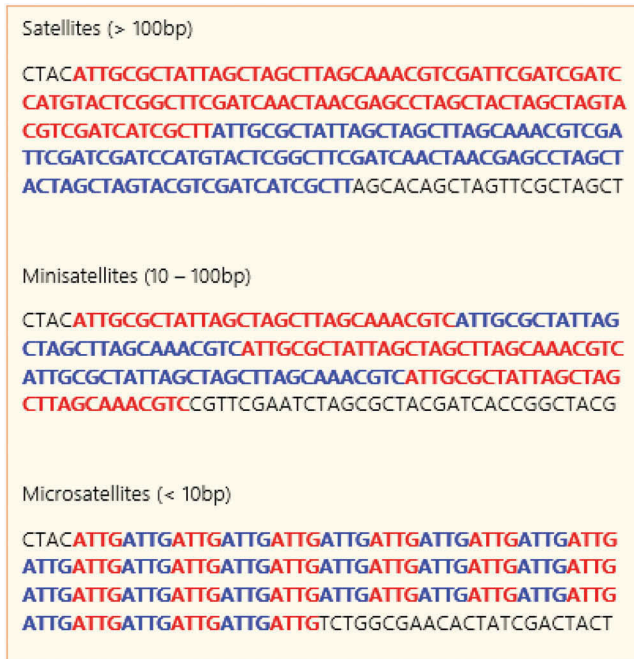 Satellites (> 100bp)
CTACATTGCGCTATTAGCTAGCTTAGCAAACGTCGATTCGATCGATC
CATGTACTCGGCTTCGATCAACTAACGAGCCTAGCTACTAGCTAGTA
CGTCGATCATCGCTTATTGCGCTATTAGCTAGCTTAGCAAACGTCGA
TTCGATCGATCCATGTACTCGGCTTCGATCAACTAACGAGCCTAGCT
ACTAGCTAGTACGTCGATCATCGCTTAGCACAGCTAGTTCGCTAGCT
Minisatellites (10 – 100bp)
CTACATTGCGCTATTAGCTAGCTTAGCAAACGTCATTGCGCTATTAG
CTAGCTTAGCAAACGTCATTGCGCTATTAGCTAGCTTAGCAAACGTC
ATTGCGCTATTAGCTAGCTTAGCAAACGTCATTGCGCTATTAGCTAG
CTTAGCAAACGTCCGTTCGAATCTAGCGCTACGATCACCGGCTACG
Microsatellites (< 10bp)
CTACATTGATTGATTGATTGATTGATTGATTGATTGATTGATTGATTG
ATTGATTGATTGATTGATTGATTGATTGATTGATTGATTGATTGATTG
ATTGATTGATTGATTGATTGATTGATTGATTGATTGATTGATTGATTG
ATTGATTGATTGATTGATTGATTGTCTGGCGAACACTATCGACTACT